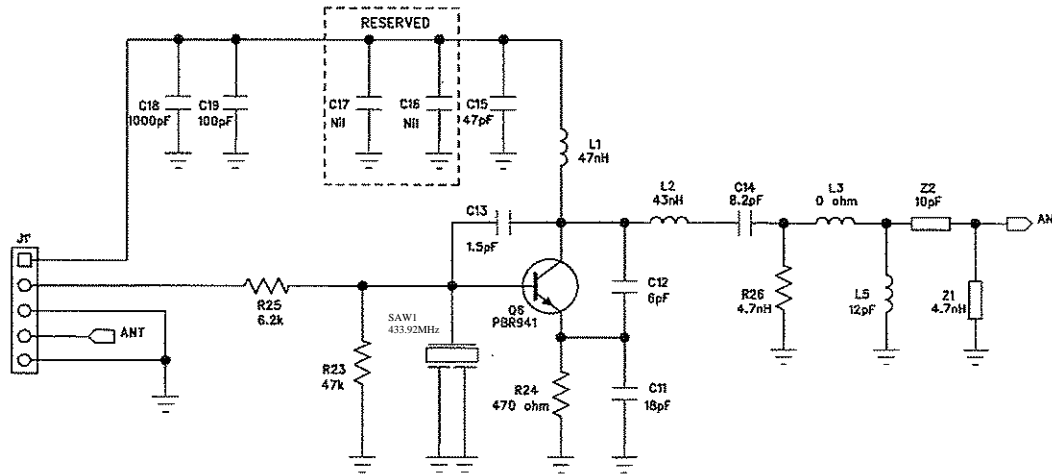 RESERVED
C18
1000pF
C19
100pF
C17
Nil
C16
Nil
C15
47pF
L1
47nH
L2
43nH
C14
8.2pF
L3
0 ohm
Z2
10pF
C13
1.5pF
ANT
R25
6.2k
Q6
PBR941
C12
6pF
R26
4.7nH
L5
12pF
Z1
4.7nH
SAW1
433.92MHz
R23
47k
R24
470 ohm
C11
18pF